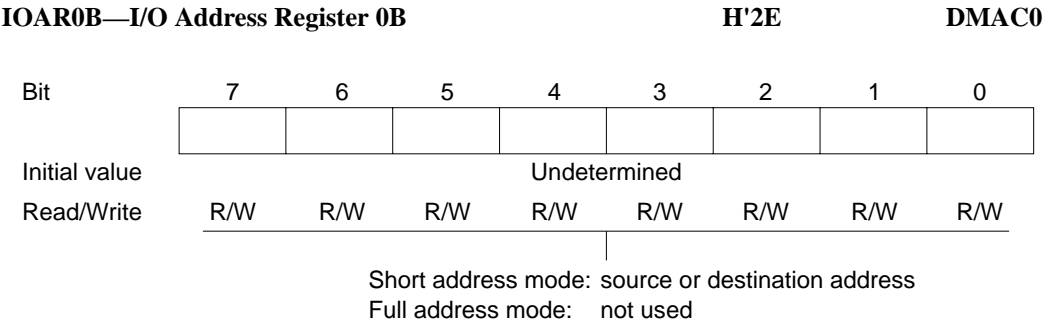 IOAR0B—I/O Address Register 0B H'2E DMAC0
Bit 7 6 5 4 3 2 1 0
Initial value Undetermined
Read/Write R/W R/W R/W R/W R/W R/W R/W R/W
Short address mode: source or destination address
Full address mode: not used